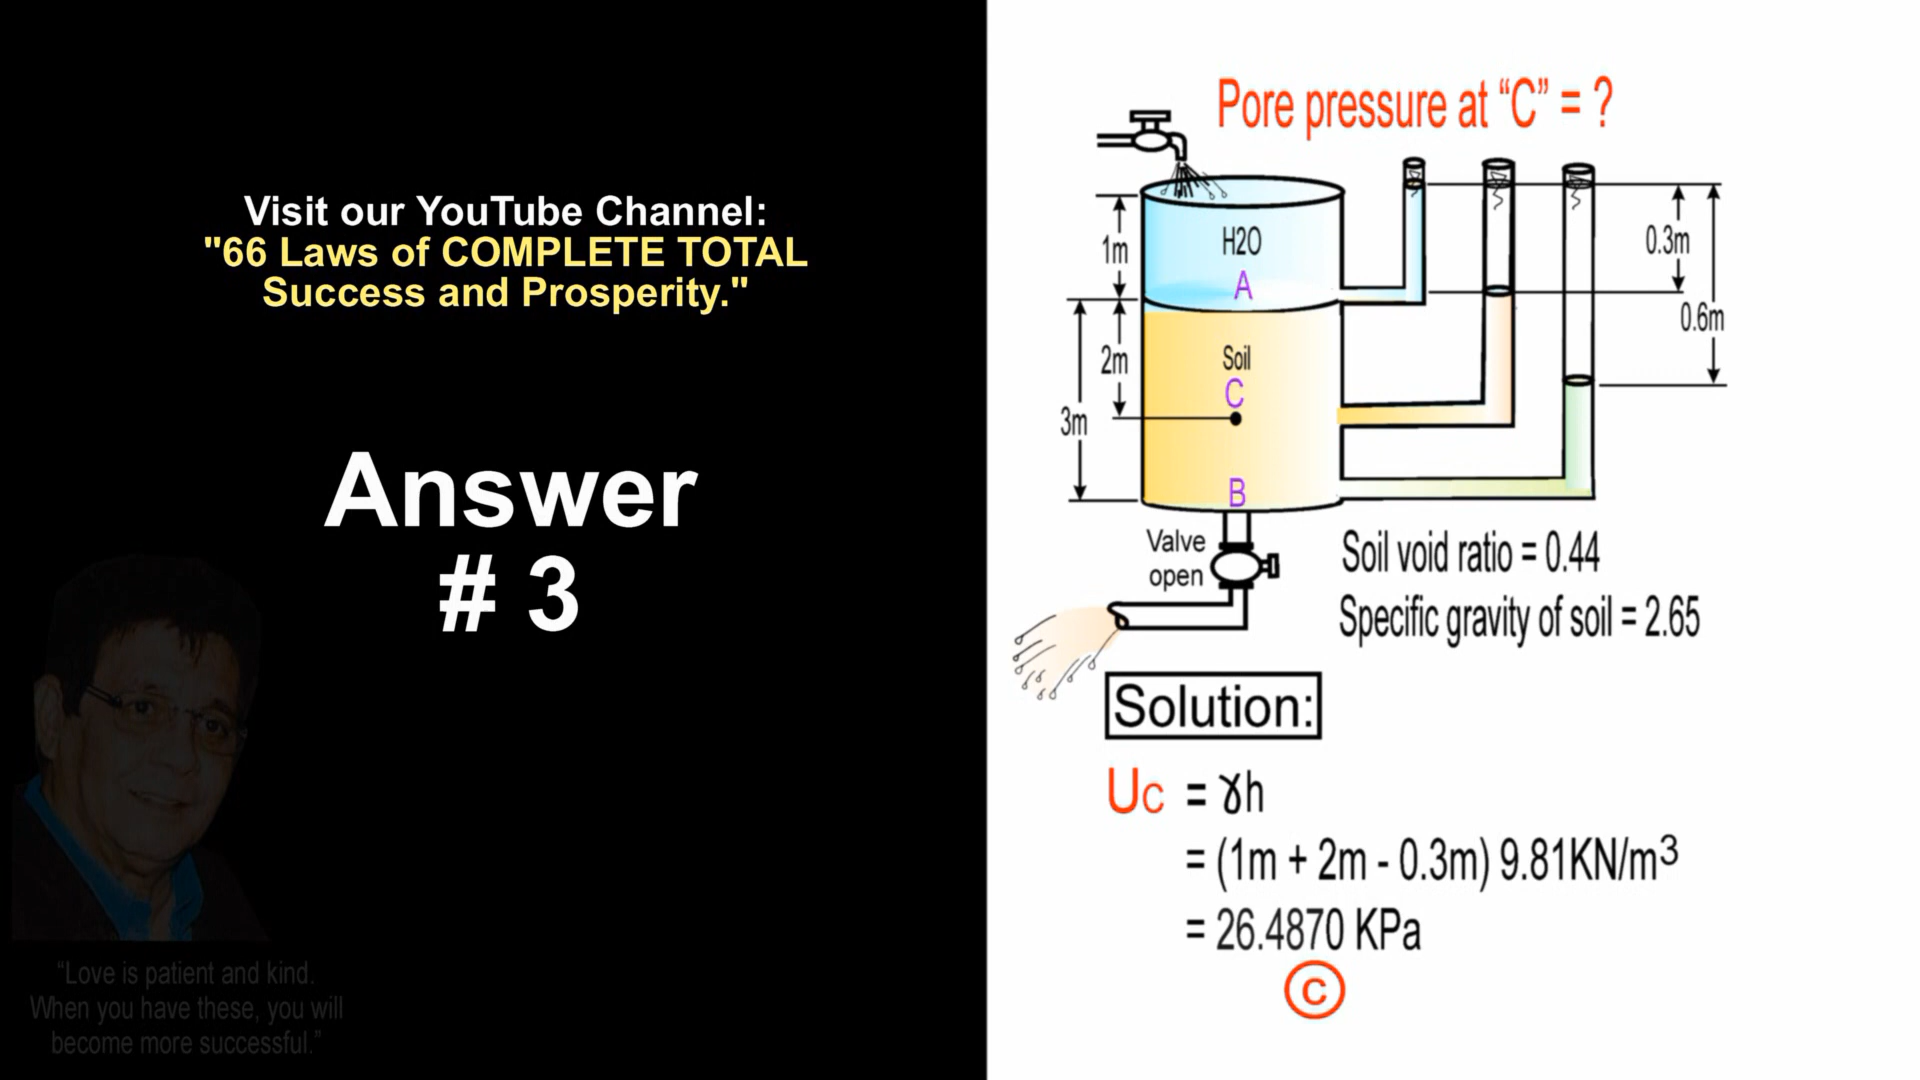 Visit our YouTube Channel:
"66 Laws of COMPLETE TOTAL
Success and Prosperity."
Answer
# 3
“Love is patient and kind.
When you have these, you will
become more successful.”
Pore pressure at “C” = ?
1m
H2O
A
0.3m
0.6m
2m
Soil
C
3m
B
Valve
open
Soil void ratio = 0.44
Specific gravity of soil = 2.65
Solution:
Uc = ɣh
= (1m + 2m - 0.3m) 9.81KN/m³
= 26.4870 KPa
C